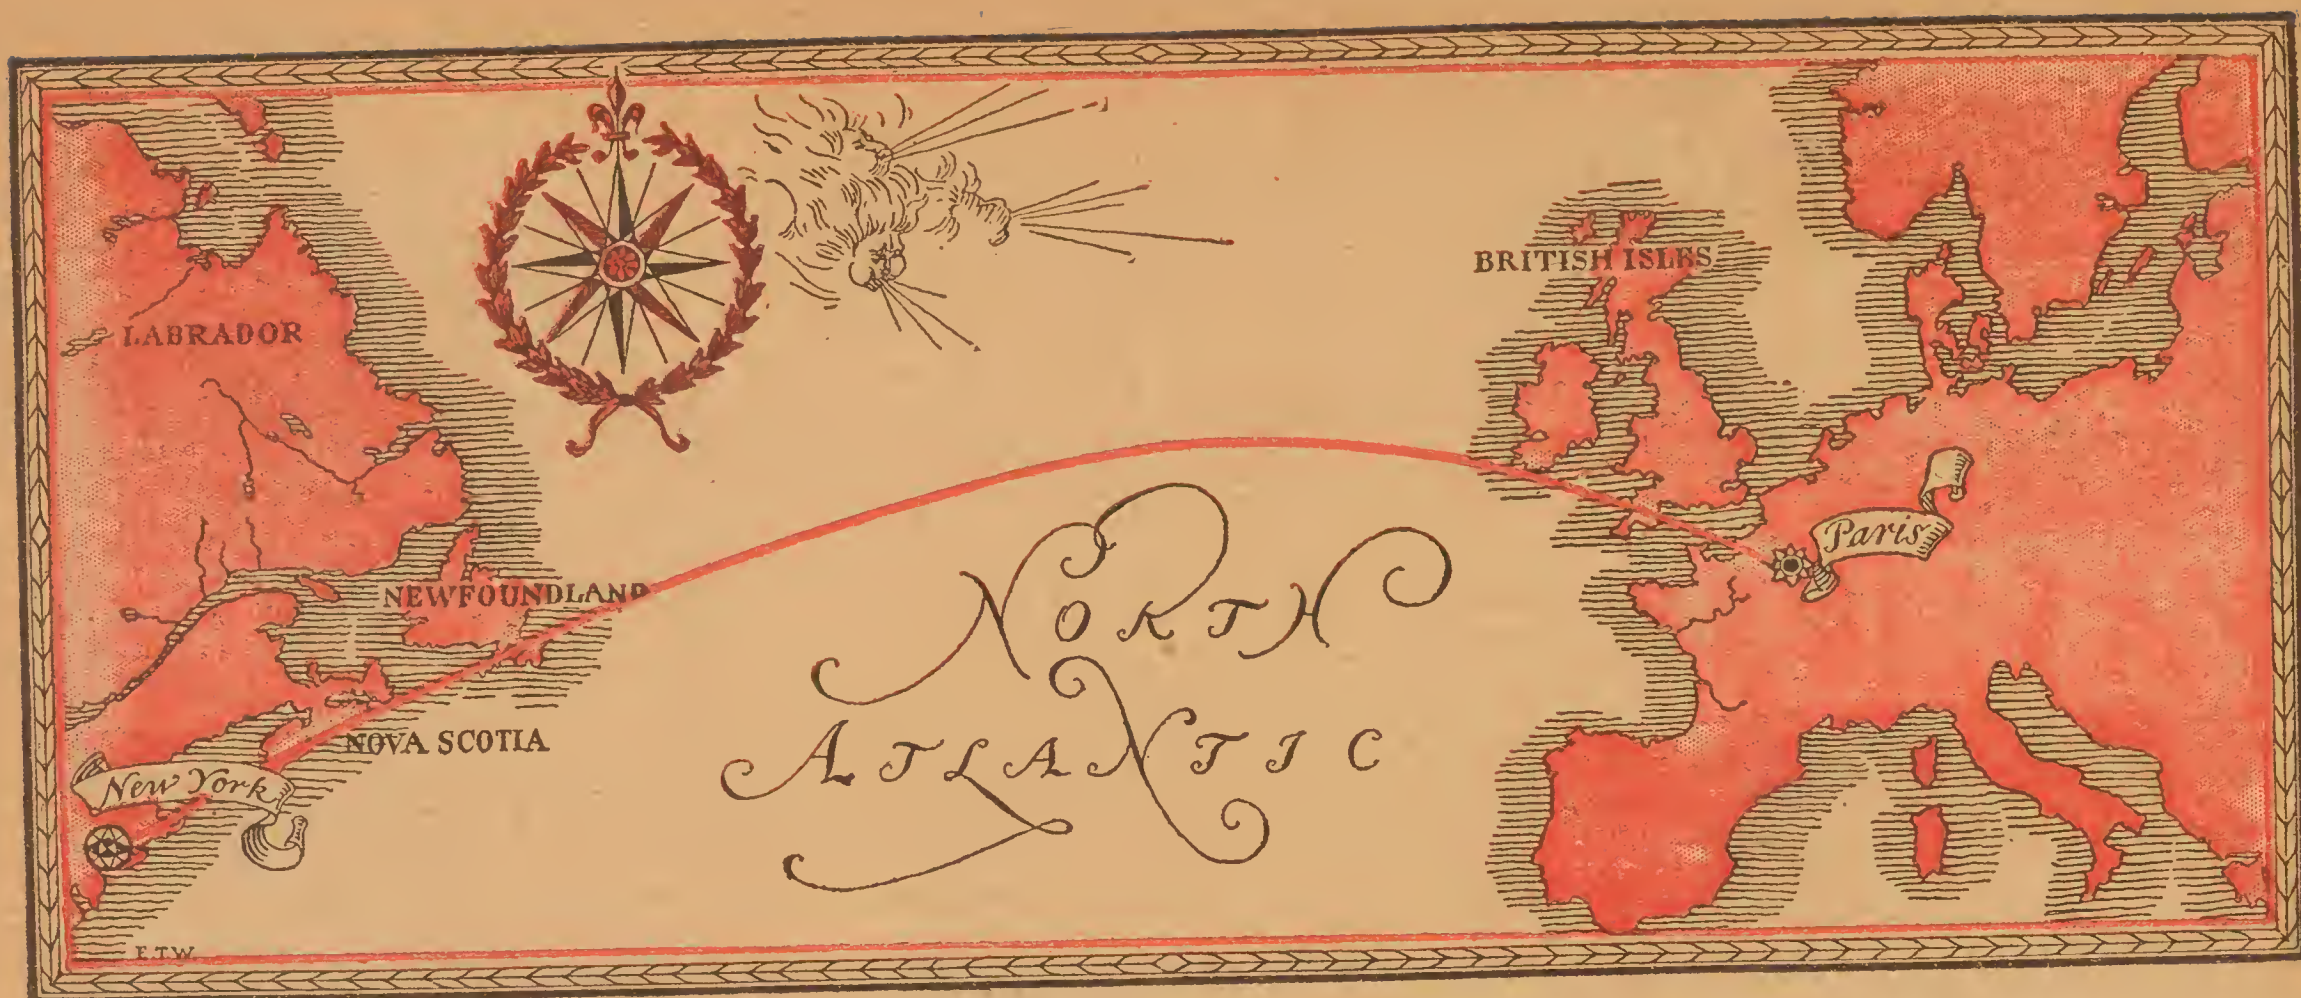 BRITISH ISLES
LABRADOR
Paris
NEWFOUNDLAND
NORTH
ATLANTIC
NOVA SCOTIA
New York
E.T.W.